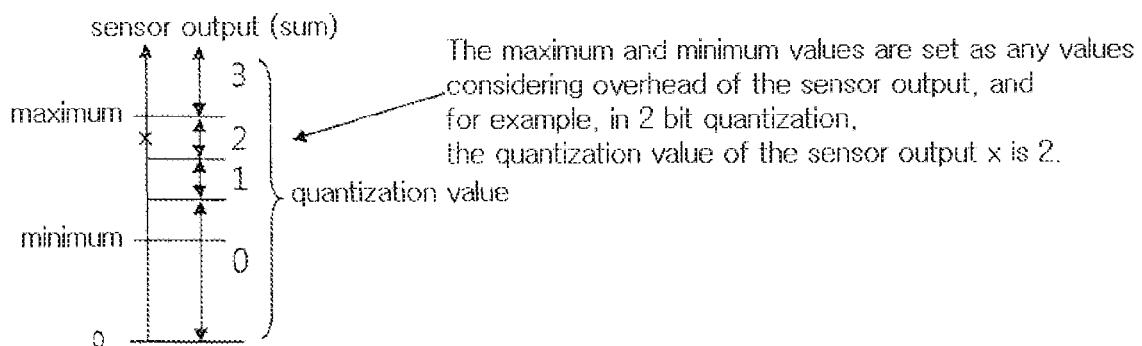 sensor output (sum)
The maximum and minimum values are set as any values
considering overhead of the sensor output, and
for example, in 2 bit quantization,
the quantization value of the sensor output x is 2.
3
maximum
x
2
1
quantization value
minimum
0
0